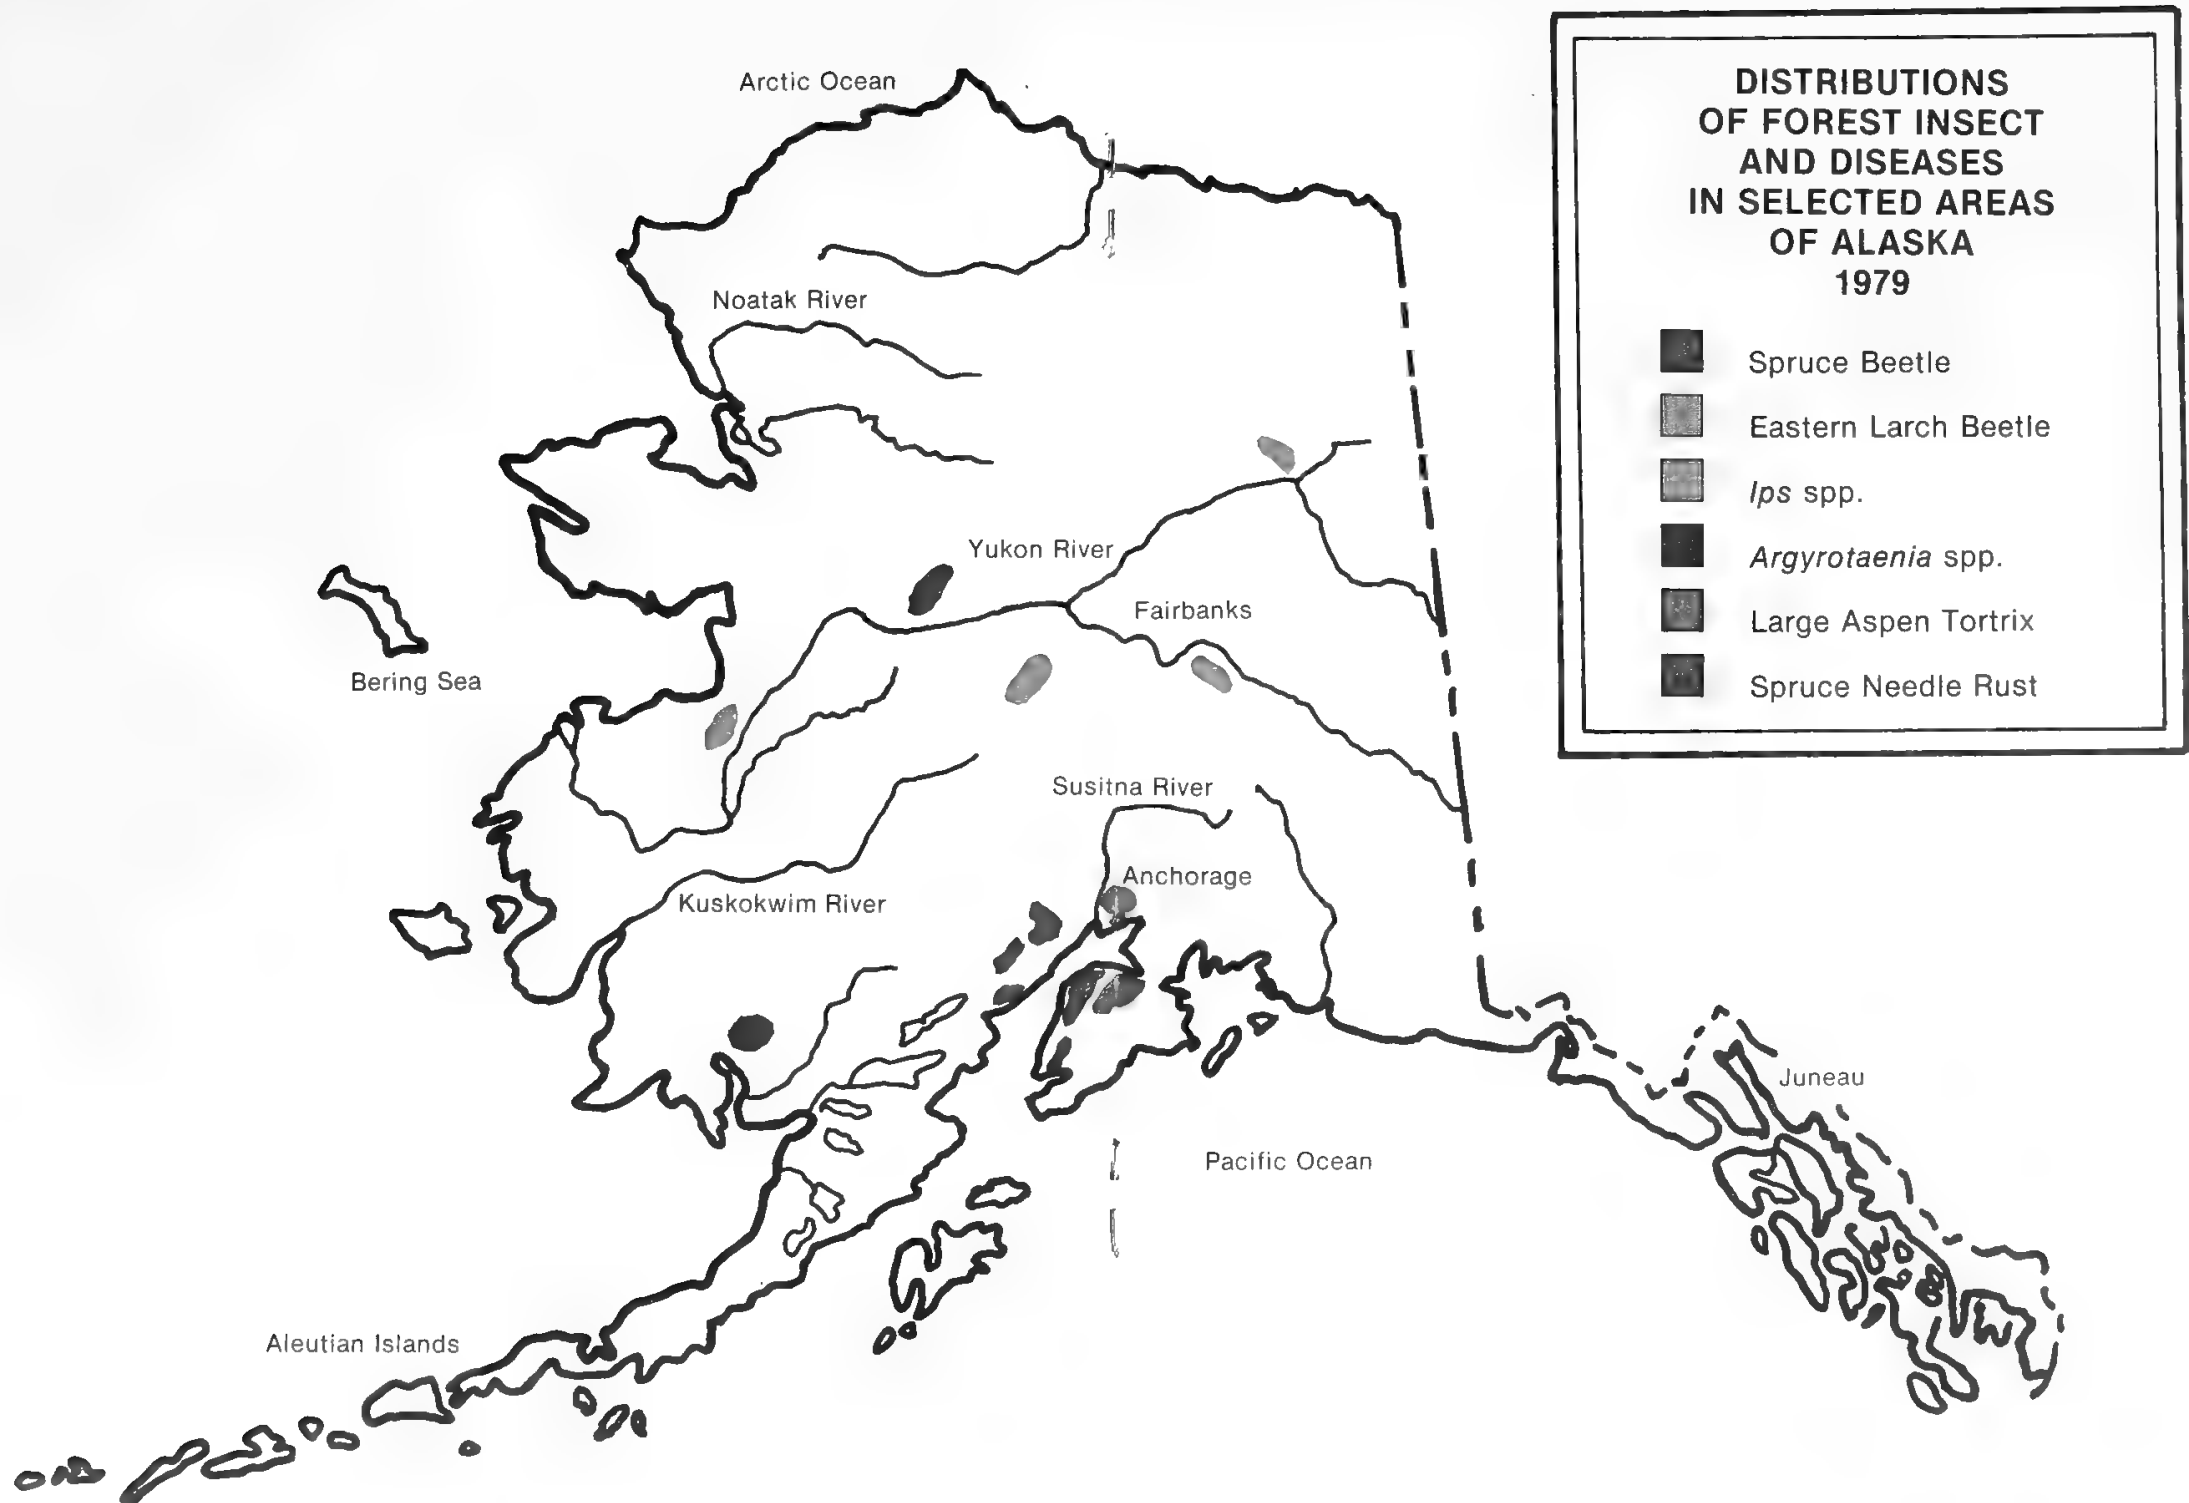 DISTRIBUTIONS
OF FOREST INSECT
AND DISEASES
IN SELECTED AREAS
OF ALASKA
1979
Spruce Beetle
Eastern Larch Beetle
Ips spp.
Argyrotaenia spp.
Large Aspen Tortrix
Spruce Needle Rust
Arctic Ocean
Noatak River
Yukon River
Fairbanks
Bering Sea
Susitna River
Anchorage
Kuskokwim River
Juneau
Pacific Ocean
Aleutian Islands